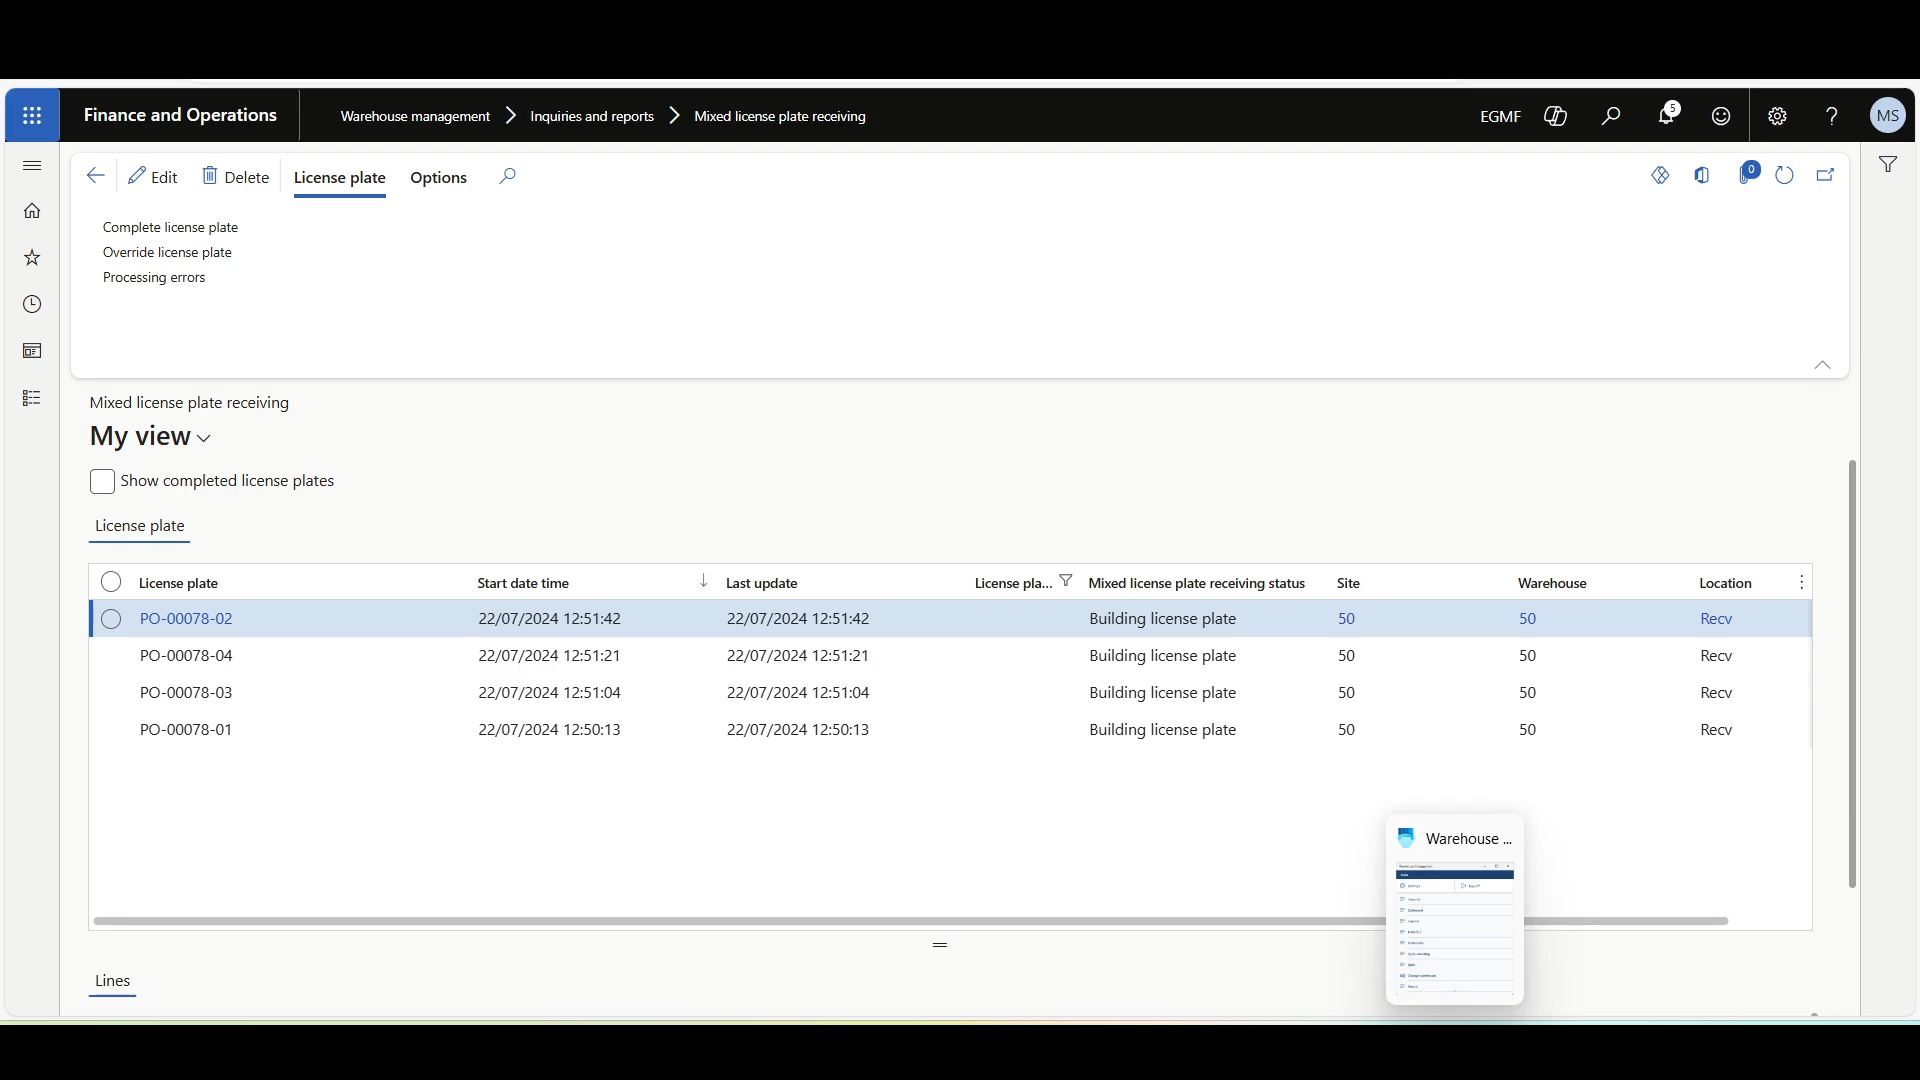 Finance and Operations
Warehouse management
Inquiries and reports
Mixed license plate receiving
EGMF
5
?
MS
Edit
Delete
License plate
Options
0
Complete license plate
Override license plate
Processing errors
Mixed license plate receiving
My view
Show completed license plates
License plate
License plate Start date time Last update License pla... Mixed license plate receiving status Site Warehouse Location
PO-00078-02 22/07/2024 12:51:42 22/07/2024 12:51:42 Building license plate 50 50 Recv
PO-00078-04 22/07/2024 12:51:21 22/07/2024 12:51:21 Building license plate 50 50 Recv
PO-00078-03 22/07/2024 12:51:04 22/07/2024 12:51:04 Building license plate 50 50 Recv
PO-00078-01 22/07/2024 12:50:13 22/07/2024 12:50:13 Building license plate 50 50 Recv
Warehouse ...
Lines